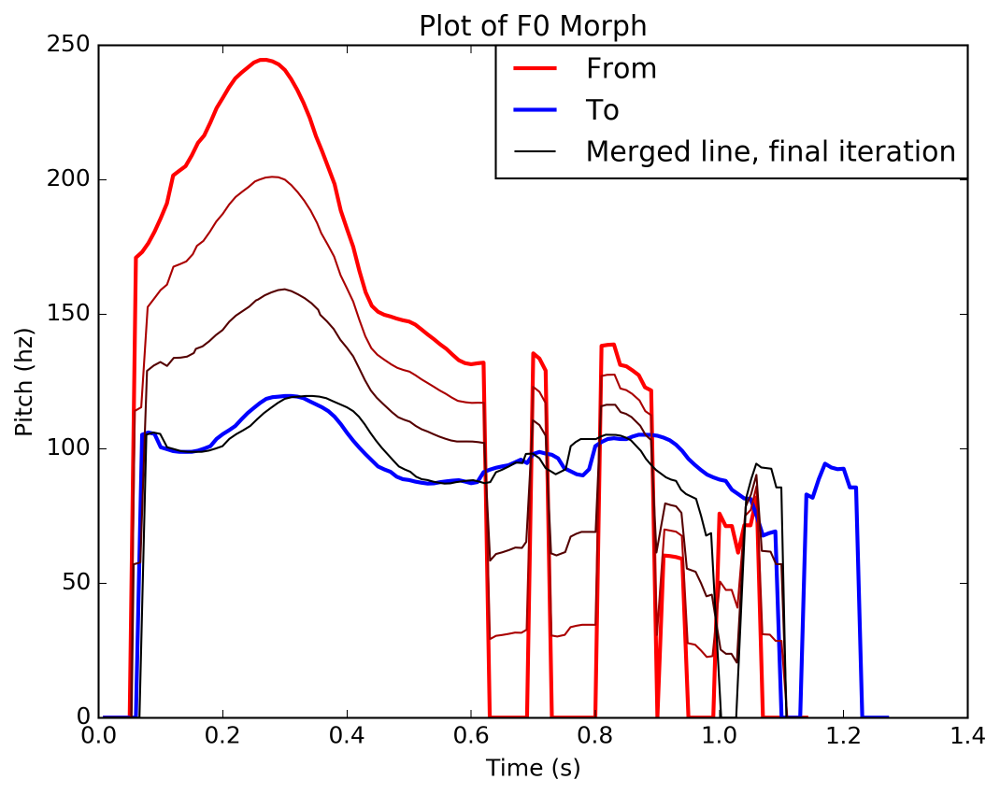 Plot of F0 Morph
250
200
150
100
50
0
Pitch (hz)
From
To
Merged line, final iteration
0.0 0.2 0.4 0.6 0.8 1.0 1.2 1.4
Time (s)